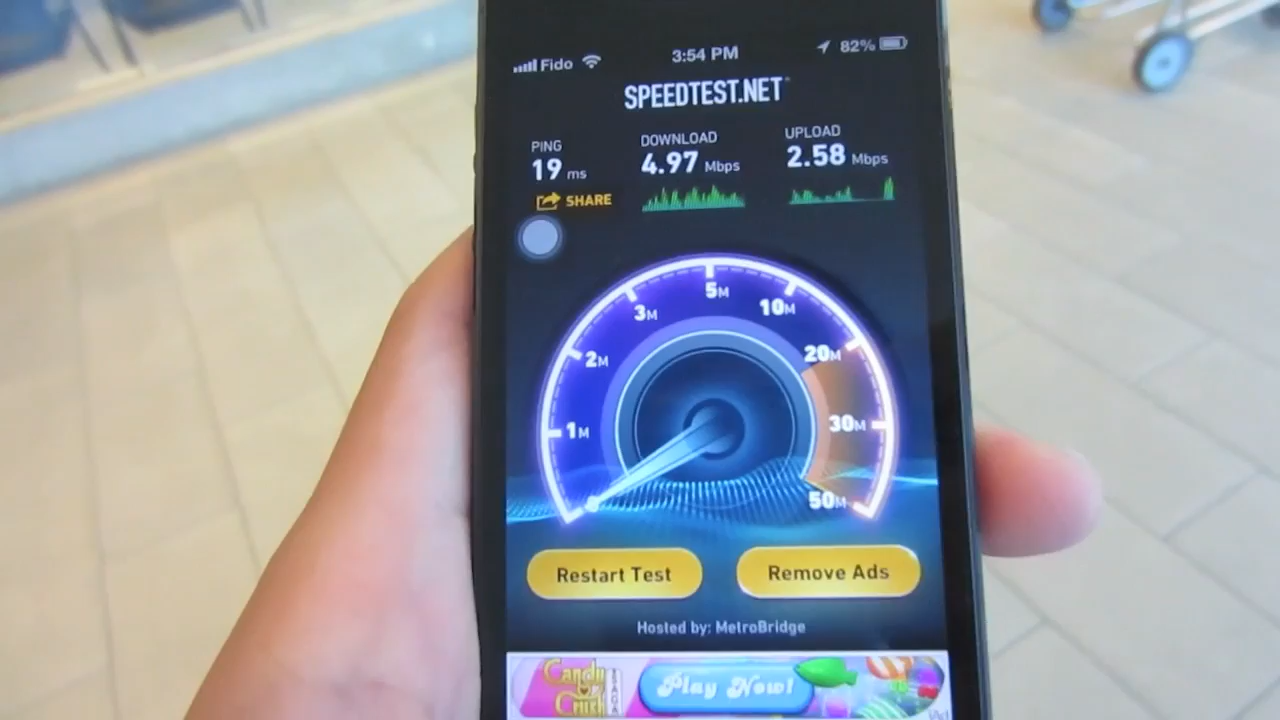 Fido 3:54 PM 82%
SPEEDTEST.NET
PING DOWNLOAD UPLOAD
19 ms 4.97 Mbps 2.58 Mbps
SHARE
5M
3M 10M
2M 20M
1M 30M
50M
Restart Test Remove Ads
Hosted by: MetroBridge
Candy Crush SAGA Play Now!